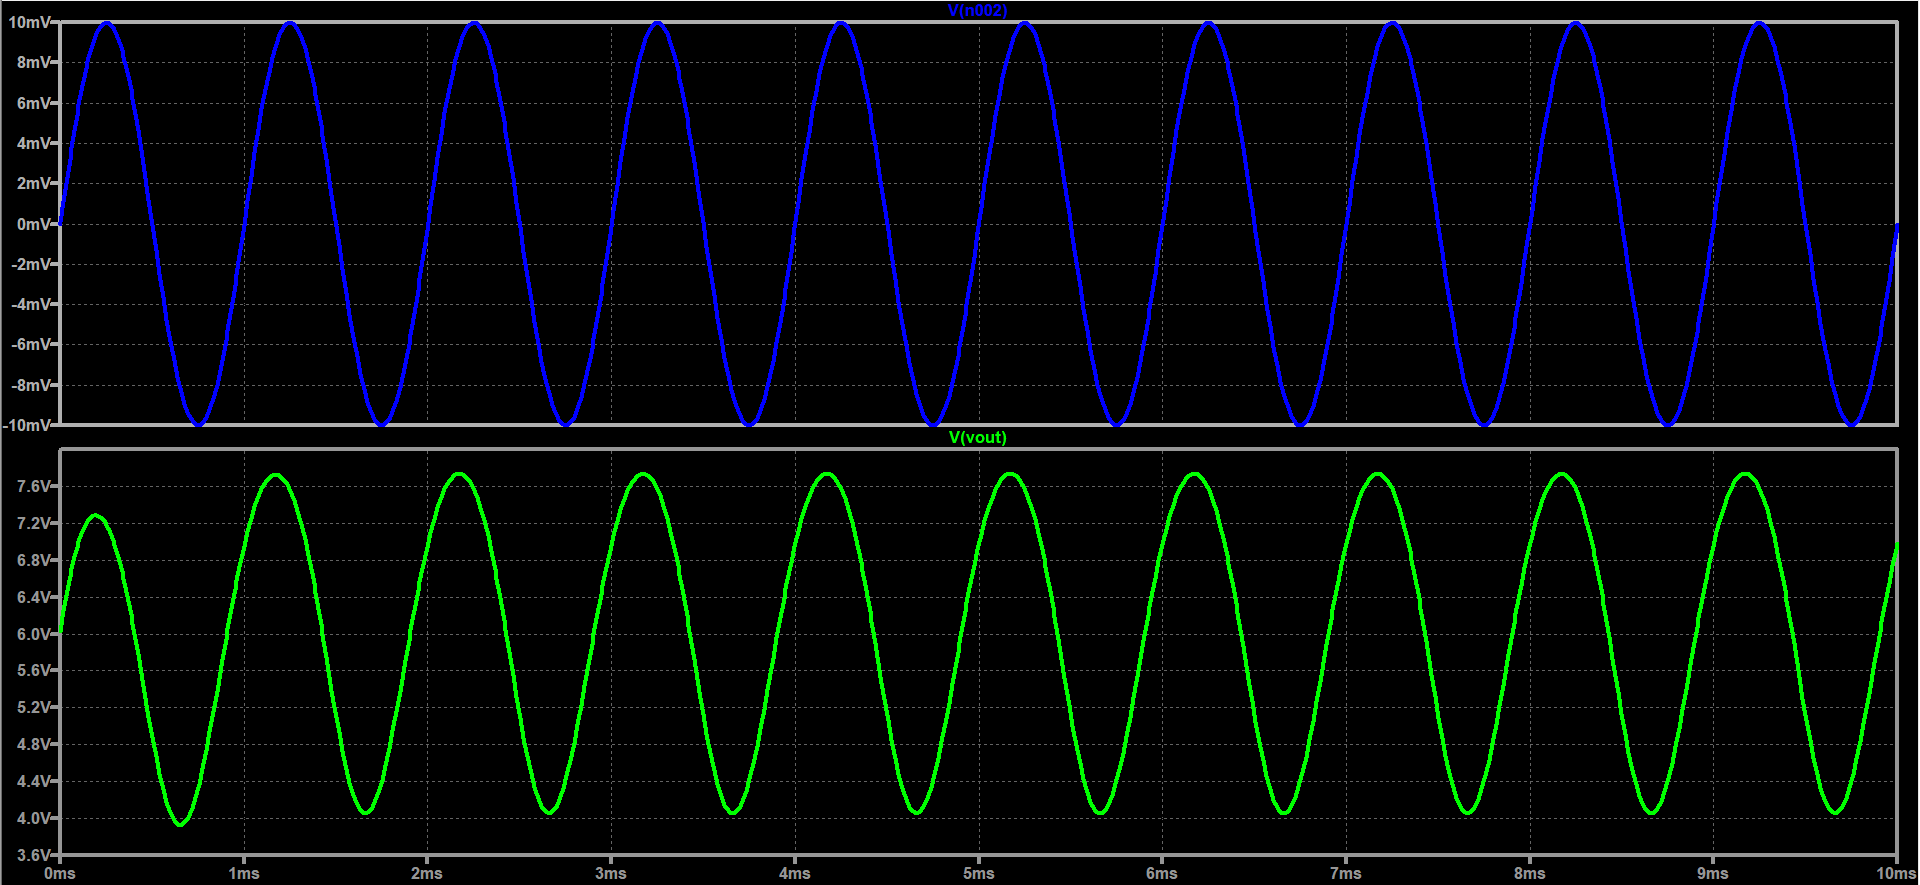 V(n002)
10mV
8mV
6mV
4mV
2mV
0mV
-2mV
-4mV
-6mV
-8mV
-10mV
V(vout)
7.6V
7.2V
6.8V
6.4V
6.0V
5.6V
5.2V
4.8V
4.4V
4.0V
3.6V
0ms 1ms 2ms 3ms 4ms 5ms 6ms 7ms 8ms 9ms 10ms